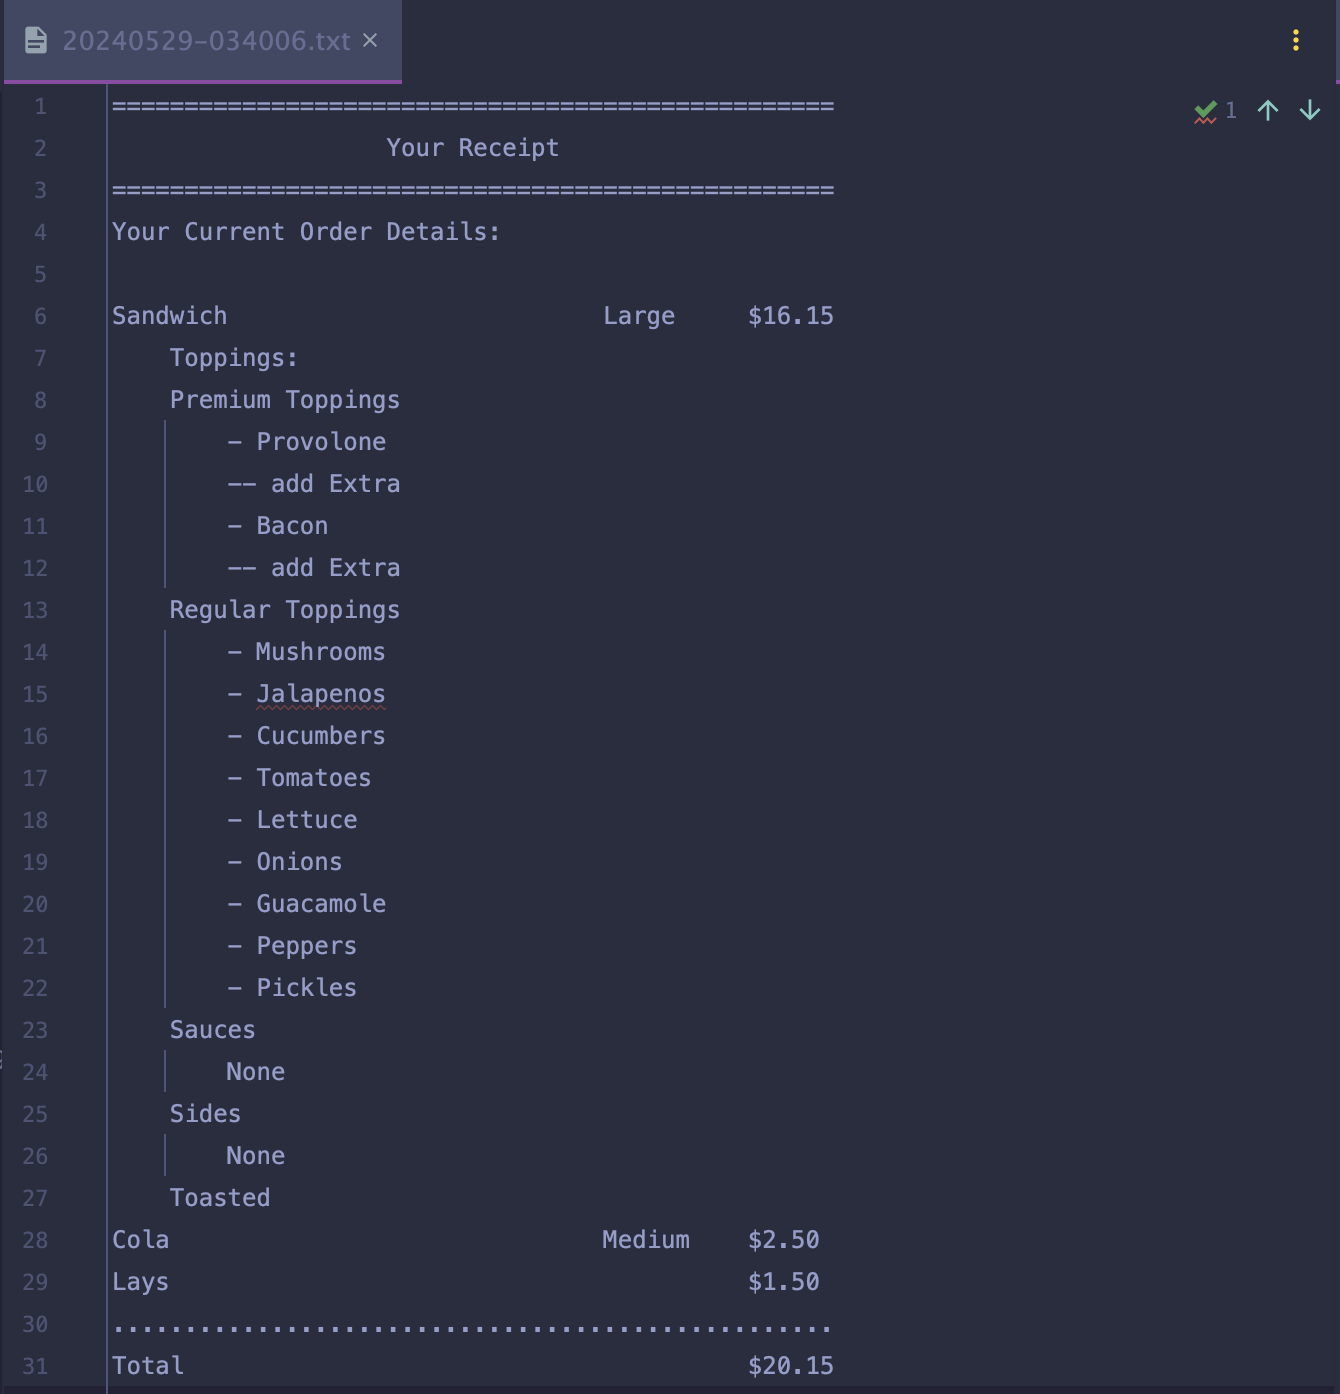 20240529-034006.txt ×
1
1 ==================================================
2 Your Receipt
3 ==================================================
4 Your Current Order Details:
5
6 Sandwich Large $16.15
7 Toppings:
8 Premium Toppings
9 - Provolone
10 -- add Extra
11 - Bacon
12 -- add Extra
13 Regular Toppings
14 - Mushrooms
15 - Jalapenos
16 - Cucumbers
17 - Tomatoes
18 - Lettuce
19 - Onions
20 - Guacamole
21 - Peppers
22 - Pickles
23 Sauces
24 None
25 Sides
26 None
27 Toasted
28 Cola Medium $2.50
29 Lays $1.50
30 ..................................................
31 Total $20.15